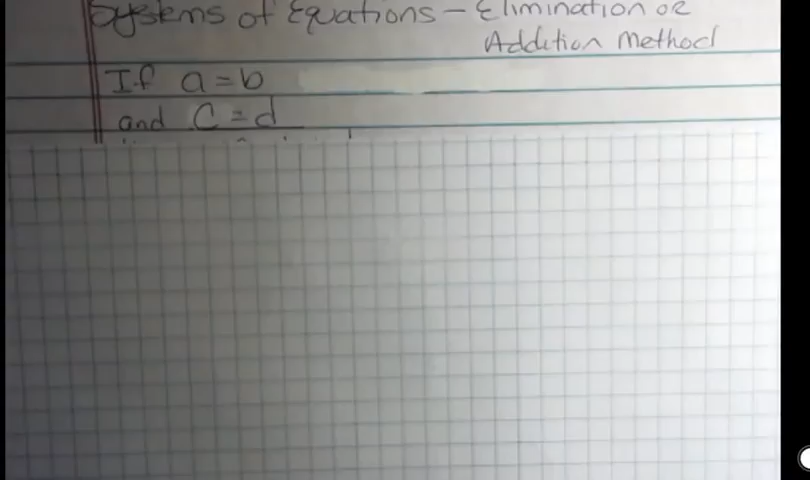 Systems of Equations - Elimination or
Addition Method
If a = b
and c = d